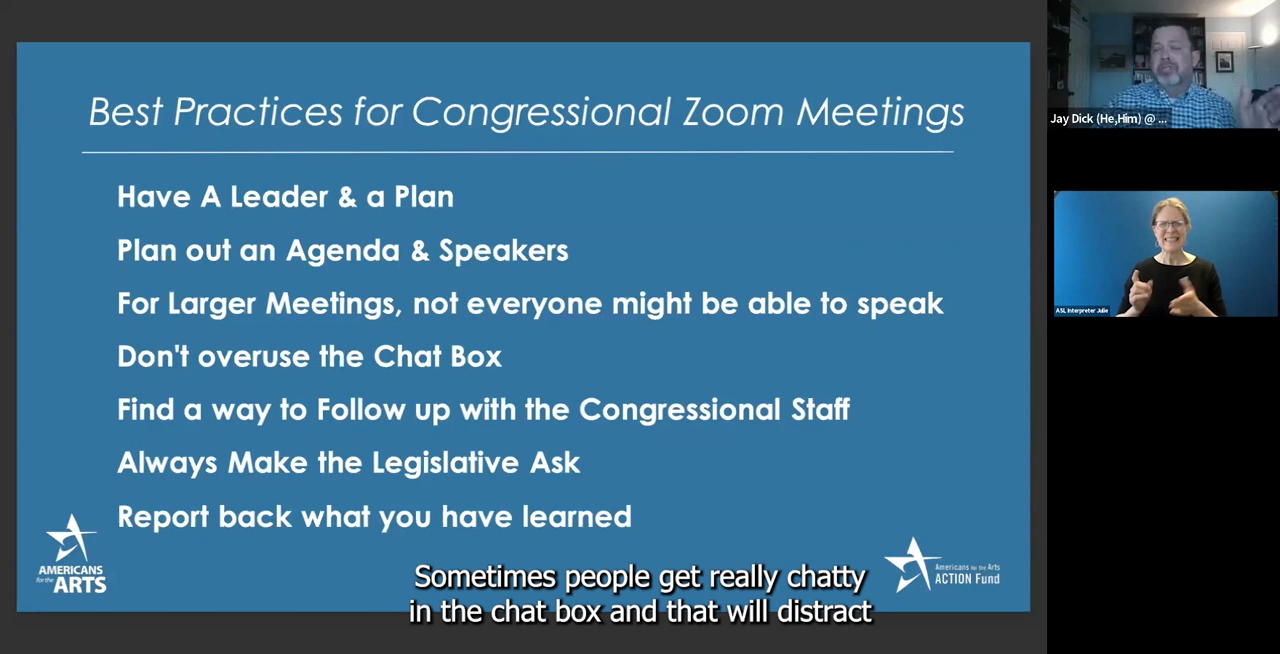 Best Practices for Congressional Zoom Meetings
Have A Leader & a Plan
Plan out an Agenda & Speakers
For Larger Meetings, not everyone might be able to speak
Don't overuse the Chat Box
Find a way to Follow up with the Congressional Staff
Always Make the Legislative Ask
Report back what you have learned
AMERICANS
for the ARTS
Americans for the Arts
ACTION Fund
Sometimes people get really chatty
in the chat box and that will distract
Jay Dick (He,Him) @ ...
ASL Interpreter Julie